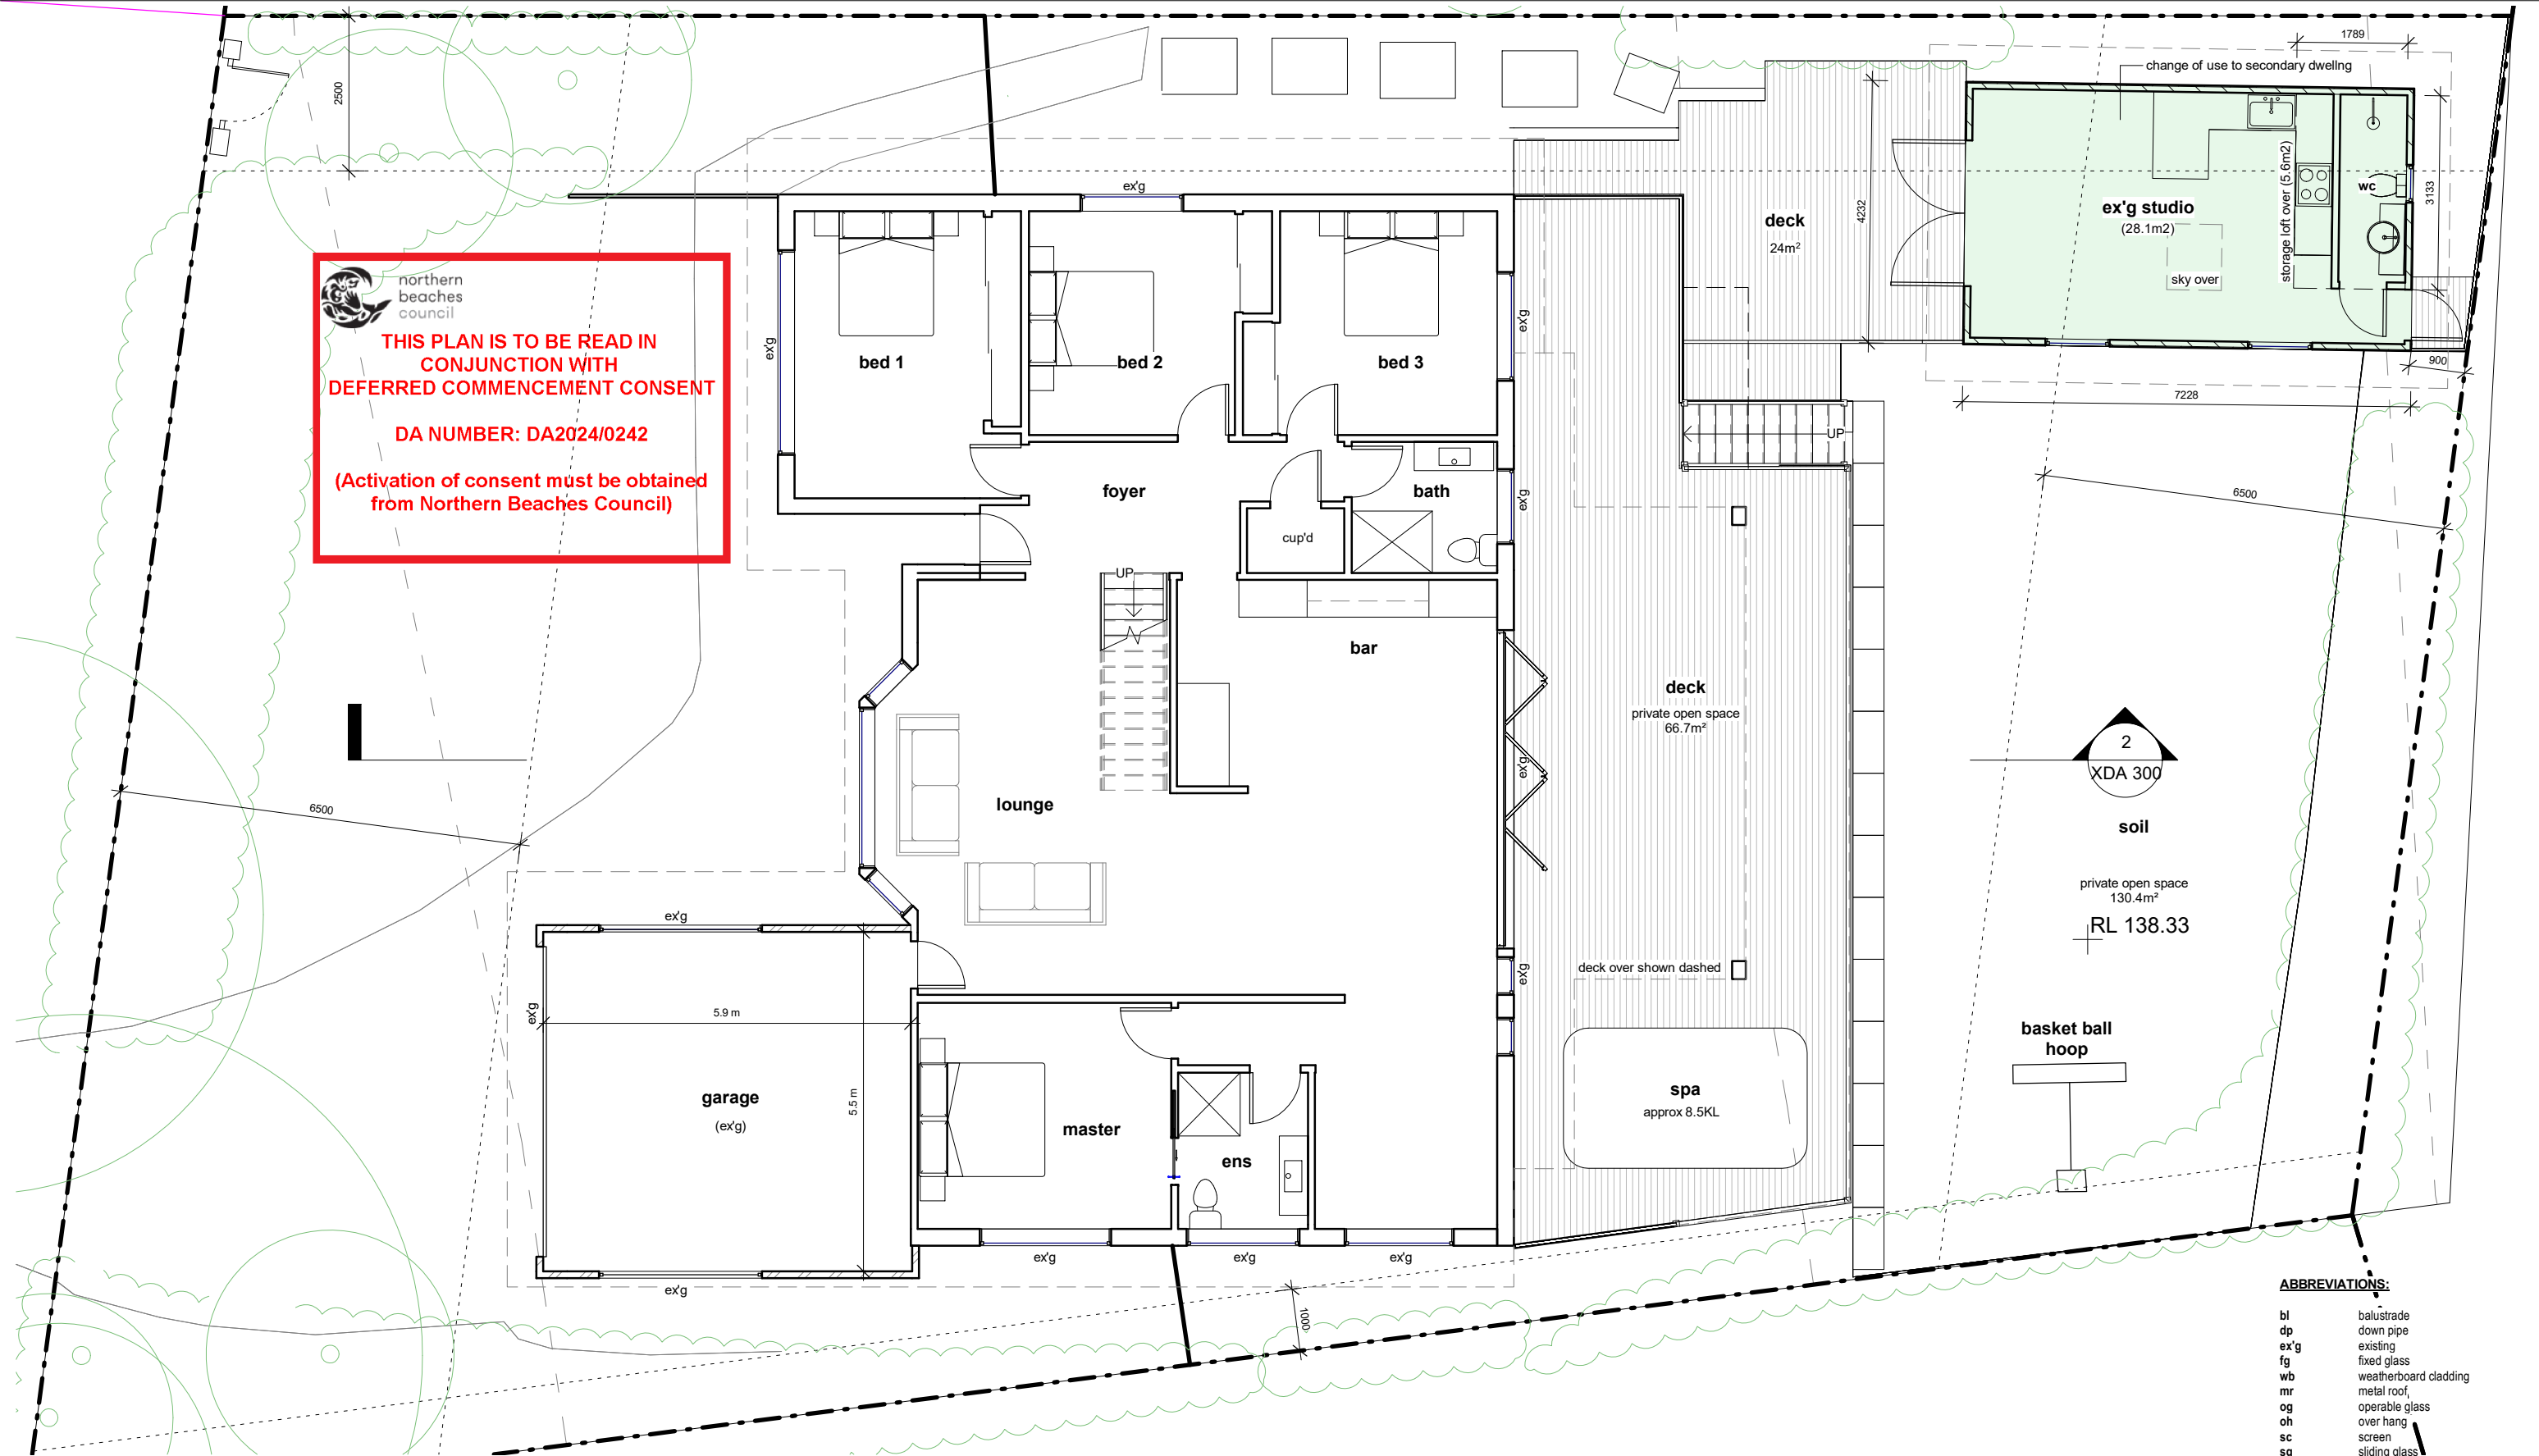 1789
change of use to secondary dwellng
2500
ex'g
storage loft over (5.6m2)
wc
3133
ex'g studio
(28.1m2)
deck
24m²
4232
sky over
northern
beaches
council
THIS PLAN IS TO BE READ IN
CONJUNCTION WITH
DEFERRED COMMENCEMENT CONSENT
DA NUMBER: DA2024/0242
(Activation of consent must be obtained
from Northern Beaches Council)
ex'g
bed 1
bed 2
bed 3
ex'g
900
7228
UP
foyer
bath
ex'g
6500
cup'd
UP
bar
deck
private open space
66.7m²
ex'g
2
XDA 300
lounge
6500
soil
private open space
130.4m²
RL 138.33
ex'g
deck over shown dashed
ex'g
ex'g
5.9 m
basket ball
hoop
garage
(ex'g)
5.5 m
master
ens
spa
approx 8.5KL
ex'g
ex'g
ex'g
ex'g
1000
ABBREVIATIONS:
bl balustrade
dp down pipe
ex'g existing
fg fixed glass
wb weatherboard cladding
mr metal roof
og operable glass
oh over hang
sc screen
sg sliding glass